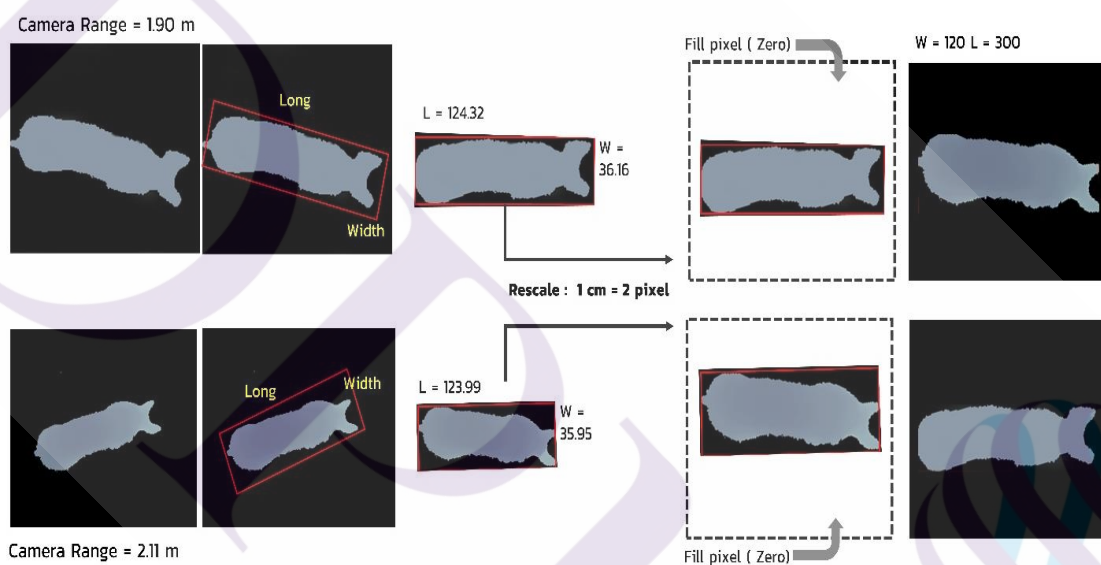 Camera Range = 1.90 m
Fill pixel ( Zero)
W = 120 L = 300
Long
Width
L = 124.32
W =
36.16
Rescale : 1 cm = 2 pixel
Long
Width
L = 123.99
W =
35.95
Camera Range = 2.11 m
Fill pixel ( Zero)